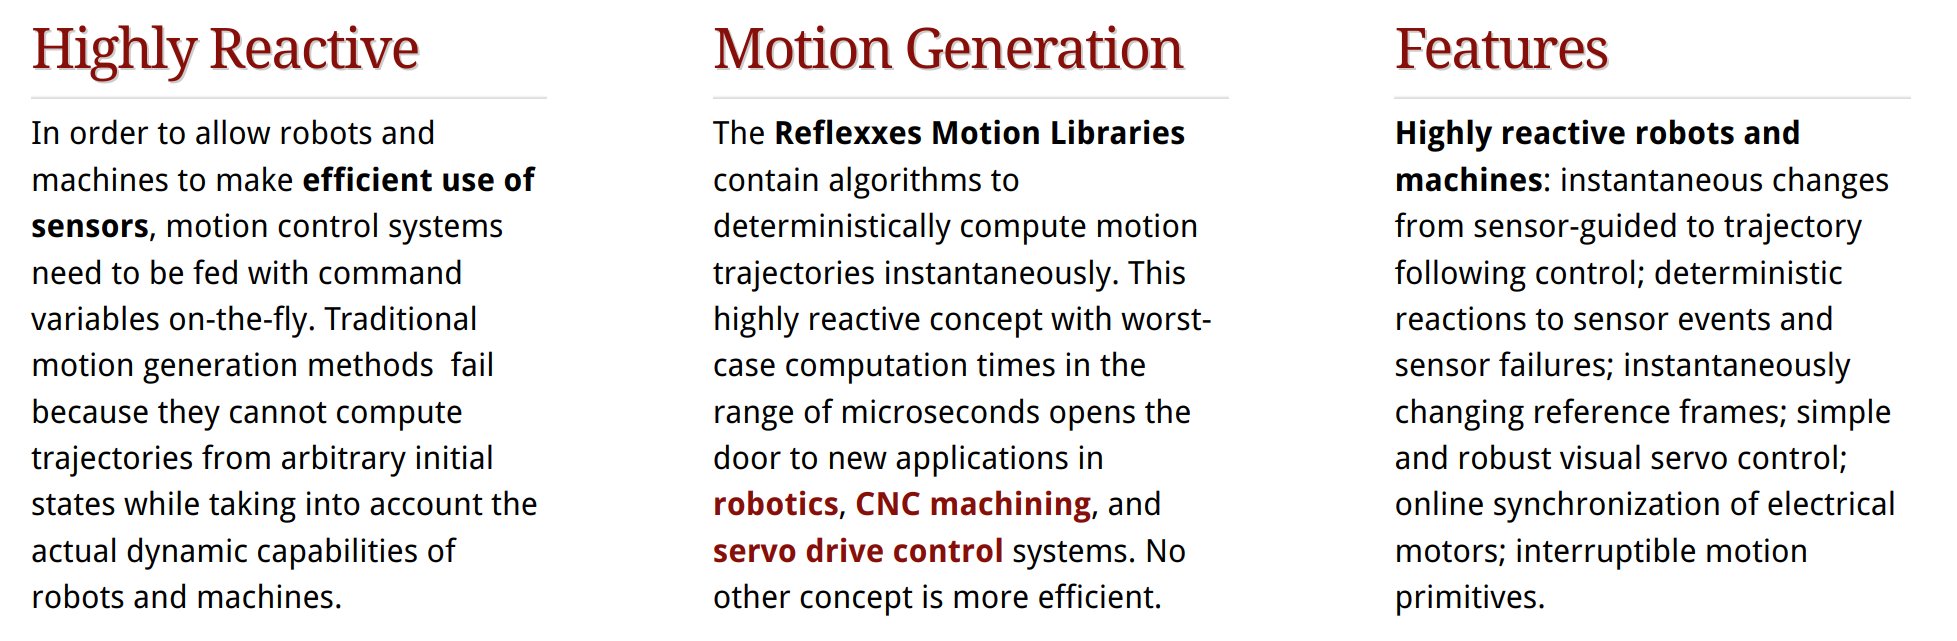 Highly Reactive
In order to allow robots and
machines to make efficient use of
sensors, motion control systems
need to be fed with command
variables on-the-fly. Traditional
motion generation methods  fail
because they cannot compute
trajectories from arbitrary initial
states while taking into account the
actual dynamic capabilities of
robots and machines.
Motion Generation
The Reflexxes Motion Libraries
contain algorithms to
deterministically compute motion
trajectories instantaneously. This
highly reactive concept with worst-
case computation times in the
range of microseconds opens the
door to new applications in
robotics, CNC machining, and
servo drive control systems. No
other concept is more efficient.
Features
Highly reactive robots and
machines: instantaneous changes
from sensor-guided to trajectory
following control; deterministic
reactions to sensor events and
sensor failures; instantaneously
changing reference frames; simple
and robust visual servo control;
online synchronization of electrical
motors; interruptible motion
primitives.